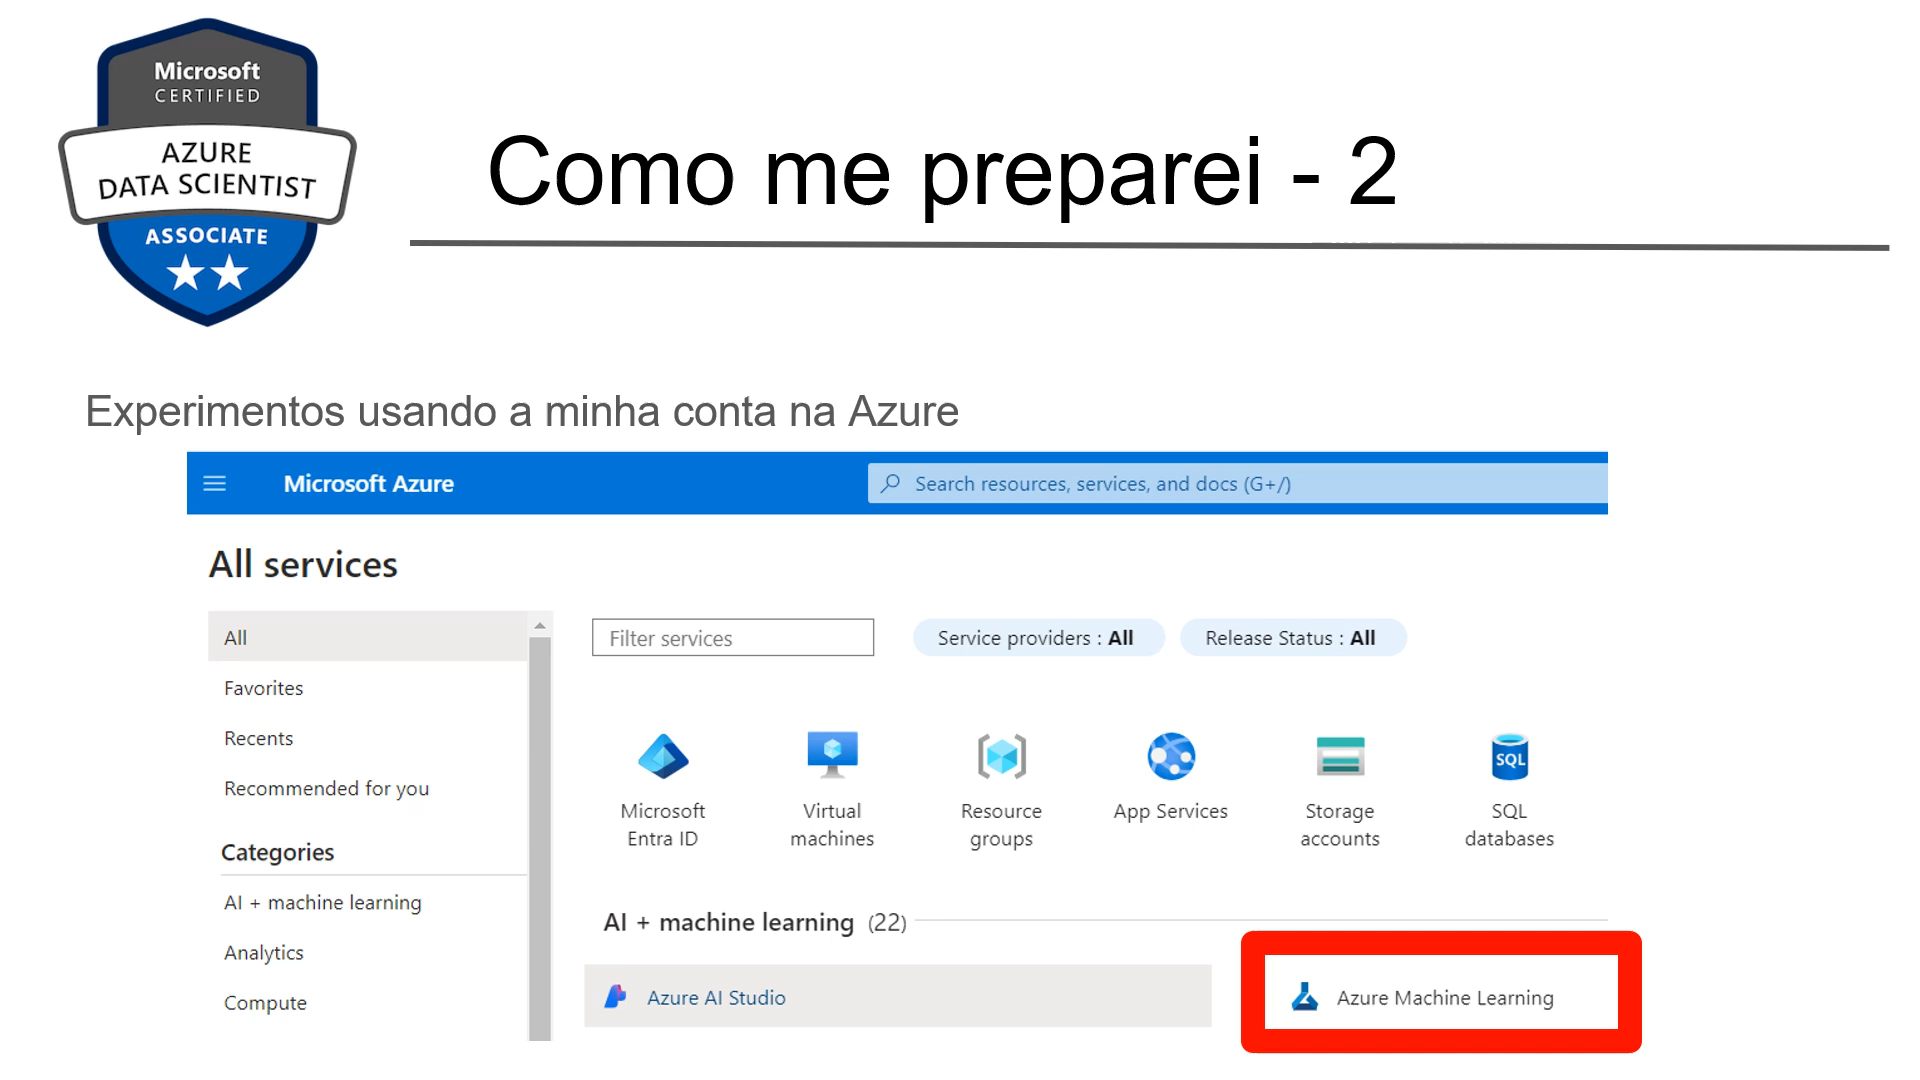 Microsoft
CERTIFIED
AZURE
DATA SCIENTIST
ASSOCIATE
Como me preparei - 2
Experimentos usando a minha conta na Azure
Microsoft Azure
Search resources, services, and docs (G+/)
All services
All
Favorites
Recents
Recommended for you
Categories
AI + machine learning
Analytics
Compute
Filter services
Service providers : All
Release Status : All
Microsoft
Entra ID
Virtual
machines
Resource
groups
App Services
Storage
accounts
SQL
SQL
databases
AI + machine learning (22)
Azure AI Studio
Azure Machine Learning